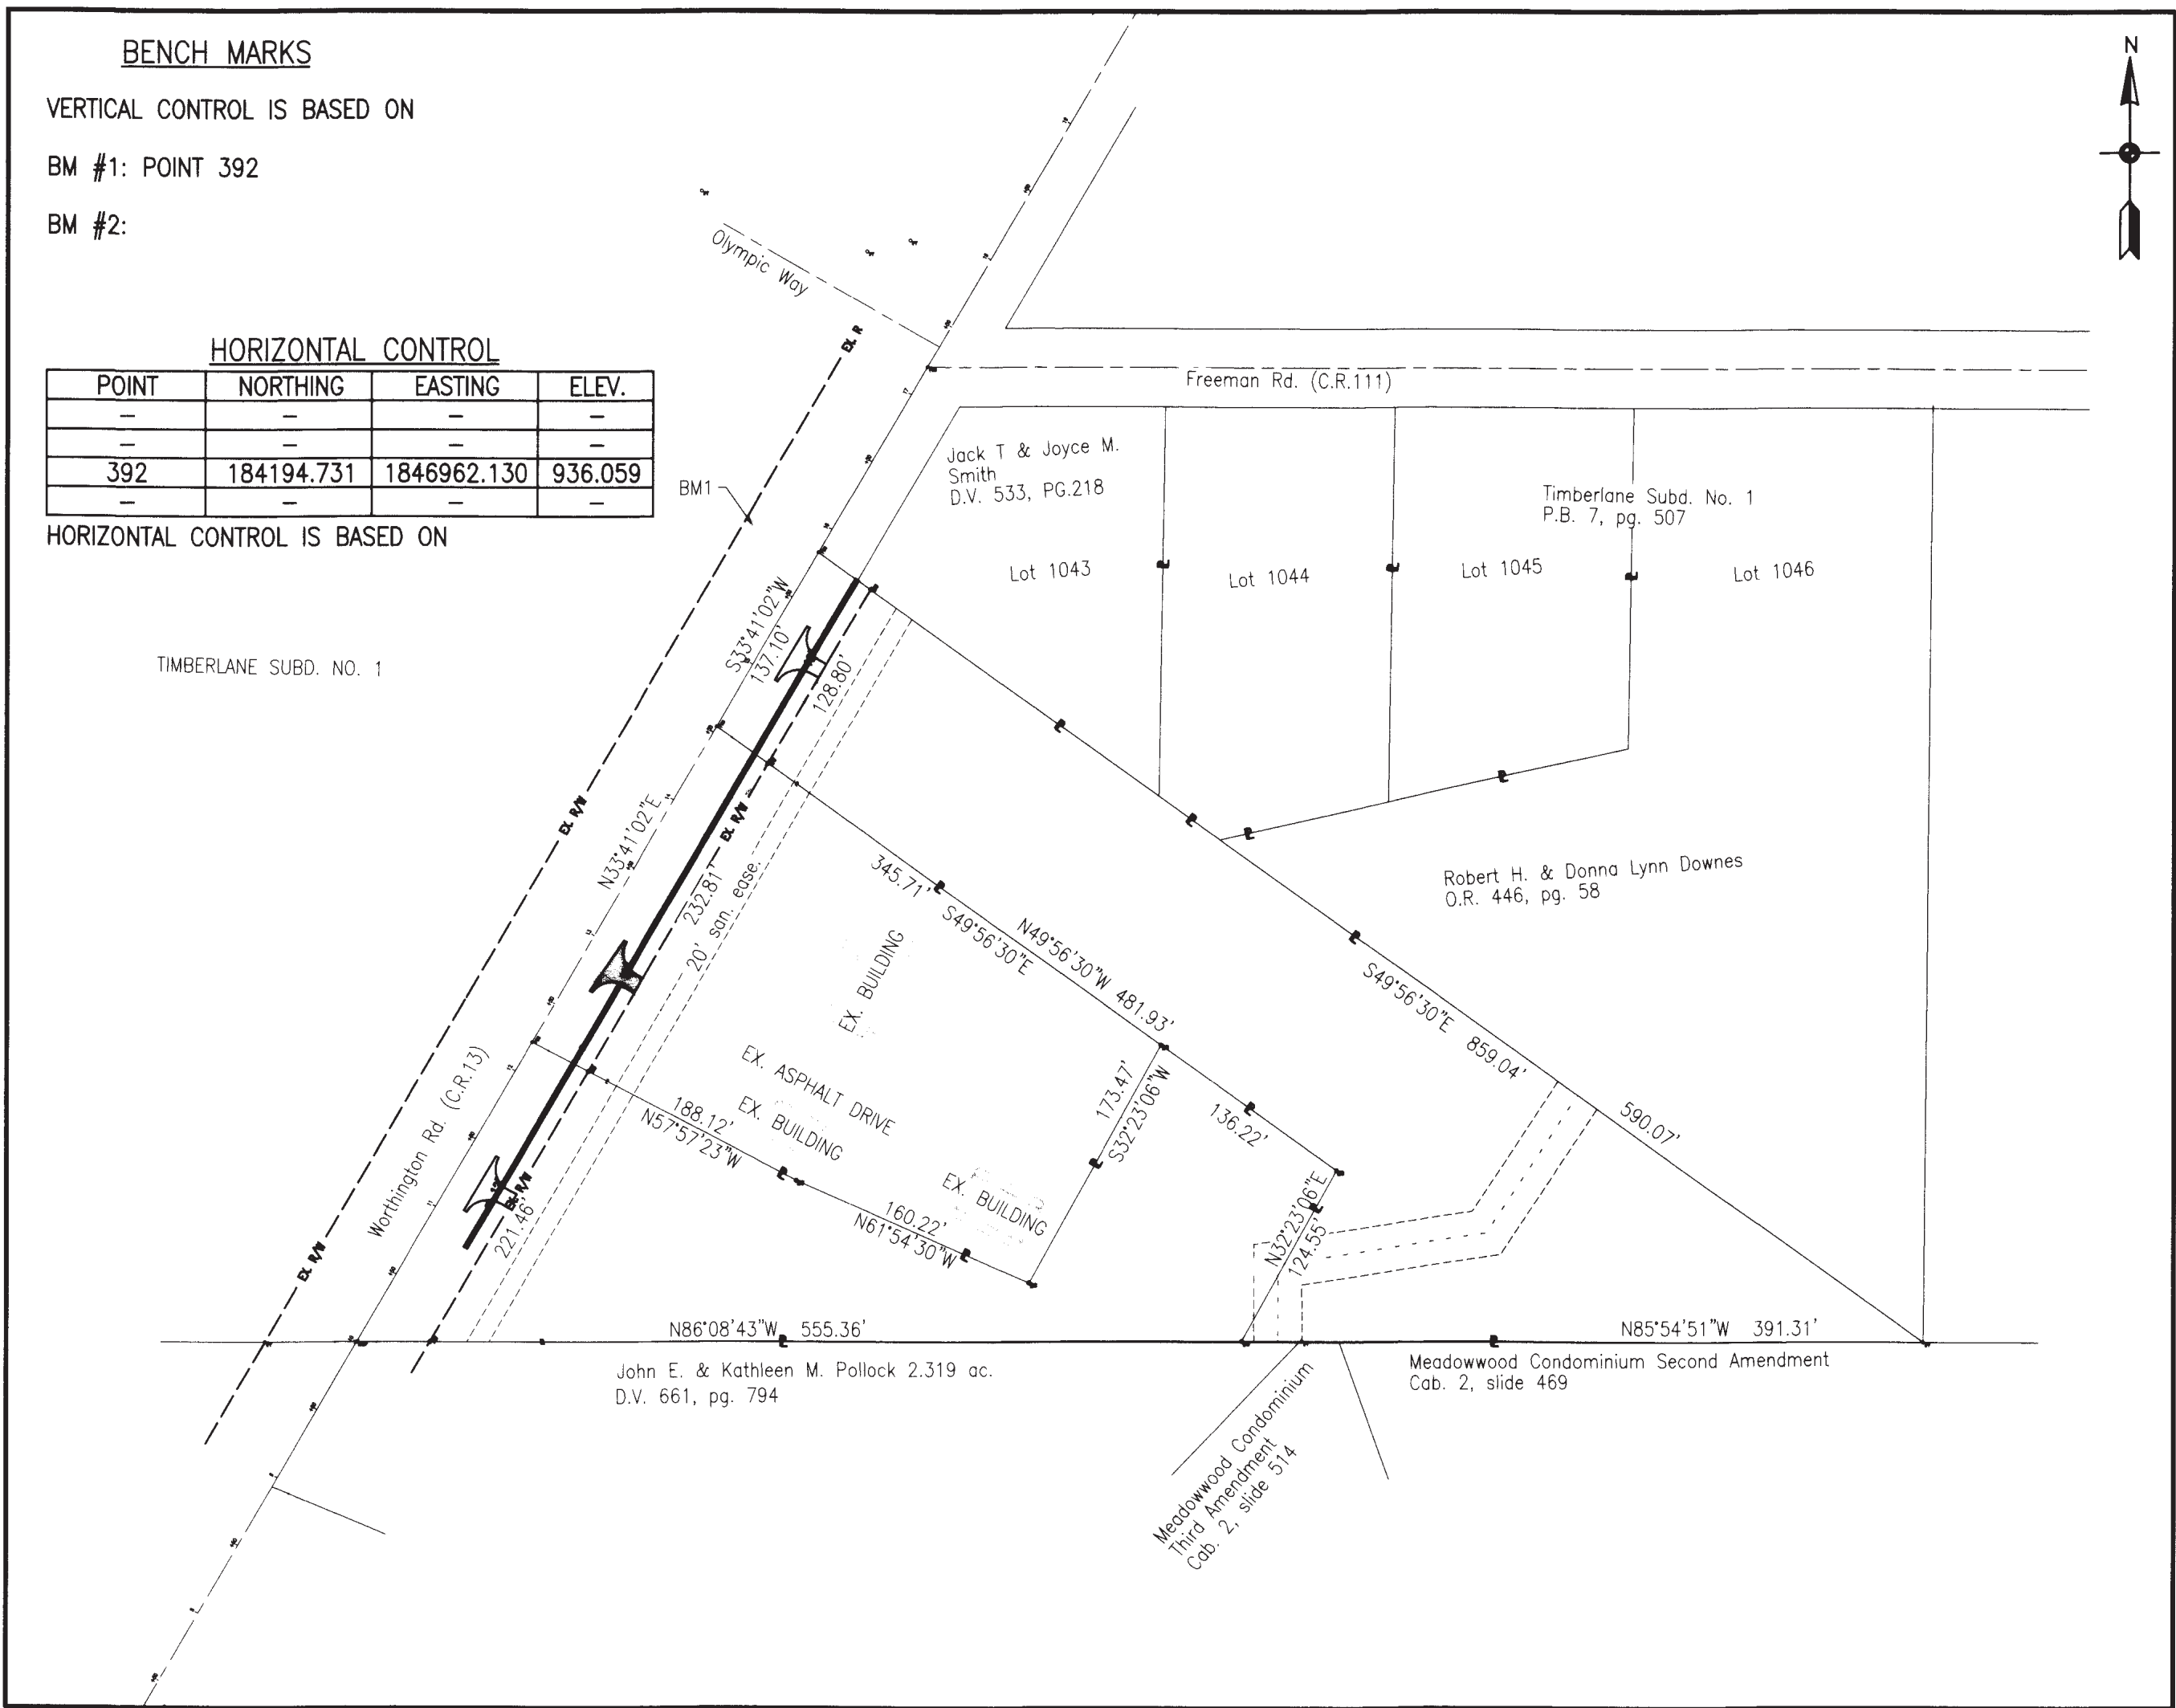 BENCH MARKS
VERTICAL CONTROL IS BASED ON
BM #1: POINT 392
BM #2:
N
HORIZONTAL CONTROL
POINT NORTHING EASTING ELEV.
– – – –
– – – –
392 184194.731 1846962.130 936.059
– – – –
HORIZONTAL CONTROL IS BASED ON
TIMBERLANE SUBD. NO. 1
Olympic Way
EX. R
BM1
Freeman Rd. (C.R.111)
Jack T & Joyce M.
Smith
D.V. 533, PG.218
Timberlane Subd. No. 1
P.B. 7, pg. 507
Lot 1043
Lot 1044
Lot 1045
Lot 1046
S33°41'02"W
137.10'
128.80'
EX. R/W
N33°41'02"E
EX. R/W
232.81'
20' san. ease.
345.71'
S49°56'30"E
N49°56'30"W 481.93'
Robert H. & Donna Lynn Downes
O.R. 446, pg. 58
S49°56'30"E 859.04'
590.07'
EX. BUILDING
EX. ASPHALT DRIVE
EX. BUILDING
188.12'
N57°57'23"W
173.47'
S32°23'06"W
136.22'
EX. BUILDING
160.22'
N61°54'30"W
N32°23'06"E
124.55'
Worthington Rd. (C.R.13)
EX. R/W
EX. R/W
221.46'
N86°08'43"W 555.36'
N85°54'51"W 391.31'
John E. & Kathleen M. Pollock 2.319 ac.
D.V. 661, pg. 794
Meadowwood Condominium Second Amendment
Cab. 2, slide 469
Meadowwood Condominium
Third Amendment
Cab. 2, slide 514